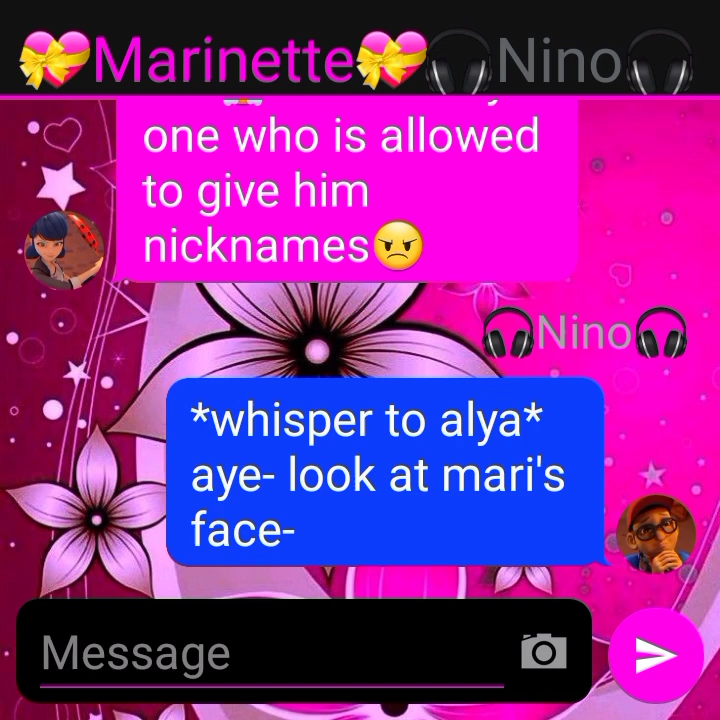 💝Marinette💝🎧Nino🎧
one who is allowed
to give him
nicknames😠
🎧Nino🎧
*whisper to alya*
aye- look at mari's
face-
Message